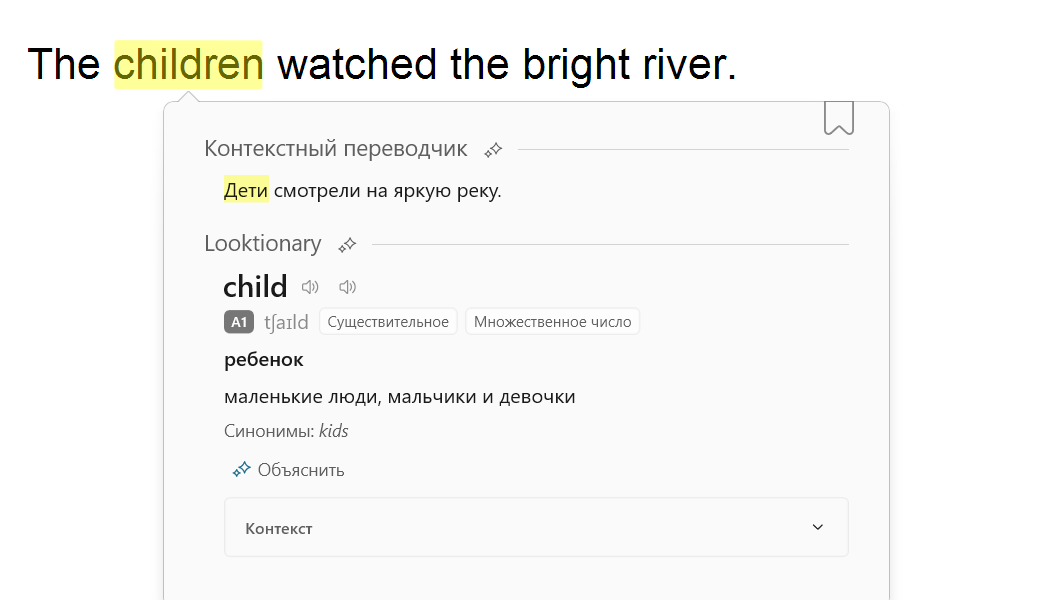 The children watched the bright river.
Контекстный переводчик
Дети смотрели на яркую реку.
Looktionary
child
A1 tʃaɪld Существительное Множественное число
ребенок
маленькие люди, мальчики и девочки
Синонимы: kids
Объяснить
Контекст